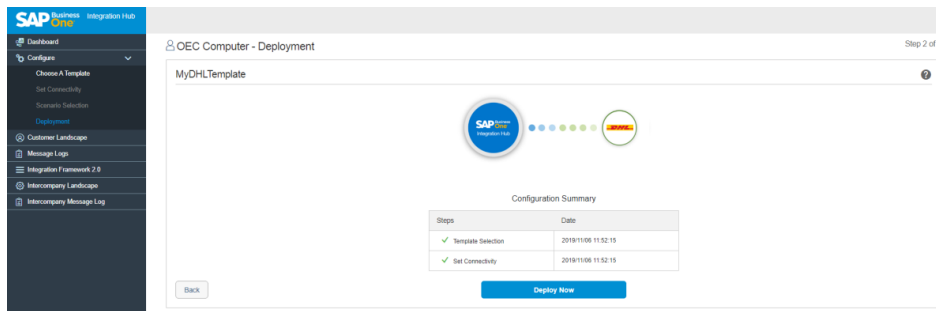 SAP Business One Integration Hub
Dashboard
Configure
Choose A Template
Set Connectivity
Scenario Selection
Deployment
Customer Landscape
Message Logs
Integration Framework 2.0
Intercompany Landscape
Intercompany Message Log
OEC Computer - Deployment
Step 2 of
MyDHLTemplate
?
SAP Business One
Integration Hub
DHL
Configuration Summary
Steps Date
Template Selection 2019/11/06 11:52:15
Set Connectivity 2019/11/06 11:52:15
Back
Deploy Now